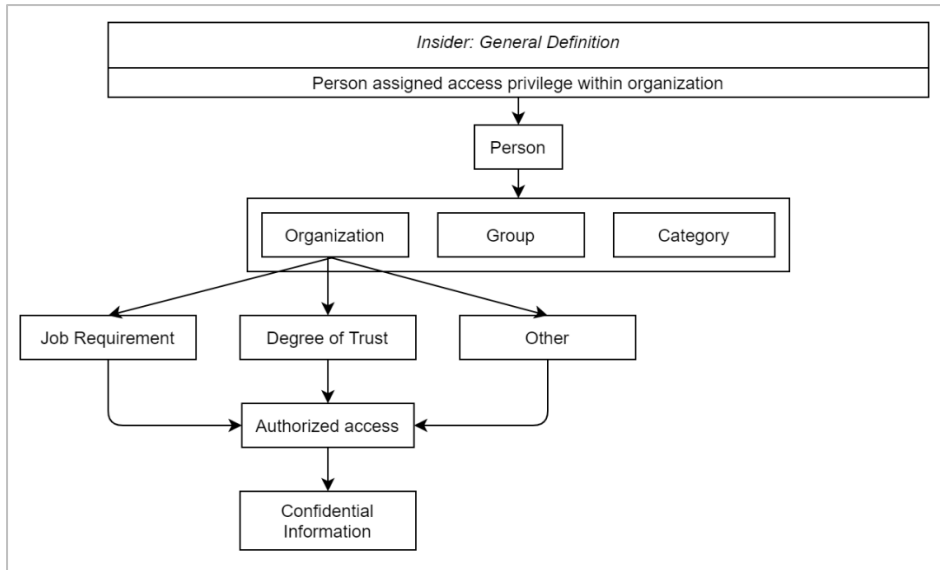 Insider: General Definition
Person assigned access privilege within organization
Person
Organization
Group
Category
Job Requirement
Degree of Trust
Other
Authorized access
Confidential
Information